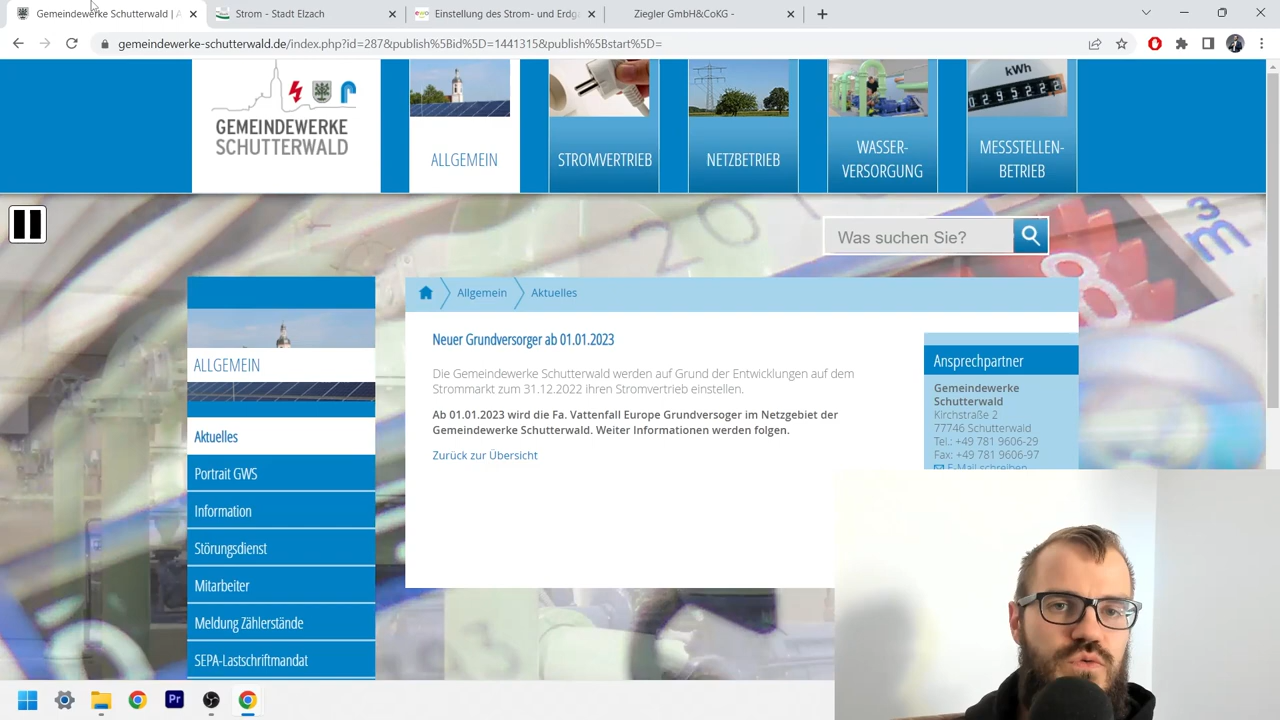 Gemeindewerke Schutterwald | A
Strom - Stadt Elzach
Einstellung des Strom- und Erdga
Ziegler GmbH&CoKG -
gemeindewerke-schutterwald.de/index.php?id=287&publish%5Bid%5D=1441315&publish%5Bstart%5D=
GEMEINDEWERKE
SCHUTTERWALD
ALLGEMEIN
STROMVERTRIEB
NETZBETRIEB
WASSER-
VERSORGUNG
kWh
0295222
MESSSTELLEN-
BETRIEB
Was suchen Sie?
Allgemein
Aktuelles
ALLGEMEIN
Aktuelles
Portrait GWS
Information
Störungsdienst
Mitarbeiter
Meldung Zählerstände
SEPA-Lastschriftmandat
Neuer Grundversorger ab 01.01.2023
Die Gemeindewerke Schutterwald werden auf Grund der Entwicklungen auf dem
Strommarkt zum 31.12.2022 ihren Stromvertrieb einstellen.
Ab 01.01.2023 wird die Fa. Vattenfall Europe Grundversoger im Netzgebiet der
Gemeindewerke Schutterwald. Weiter Informationen werden folgen.
Zurück zur Übersicht
Ansprechpartner
Gemeindewerke
Schutterwald
Kirchstraße 2
77746 Schutterwald
Tel.: +49 781 9606-29
Fax: +49 781 9606-97
E-Mail schreiben
Pr